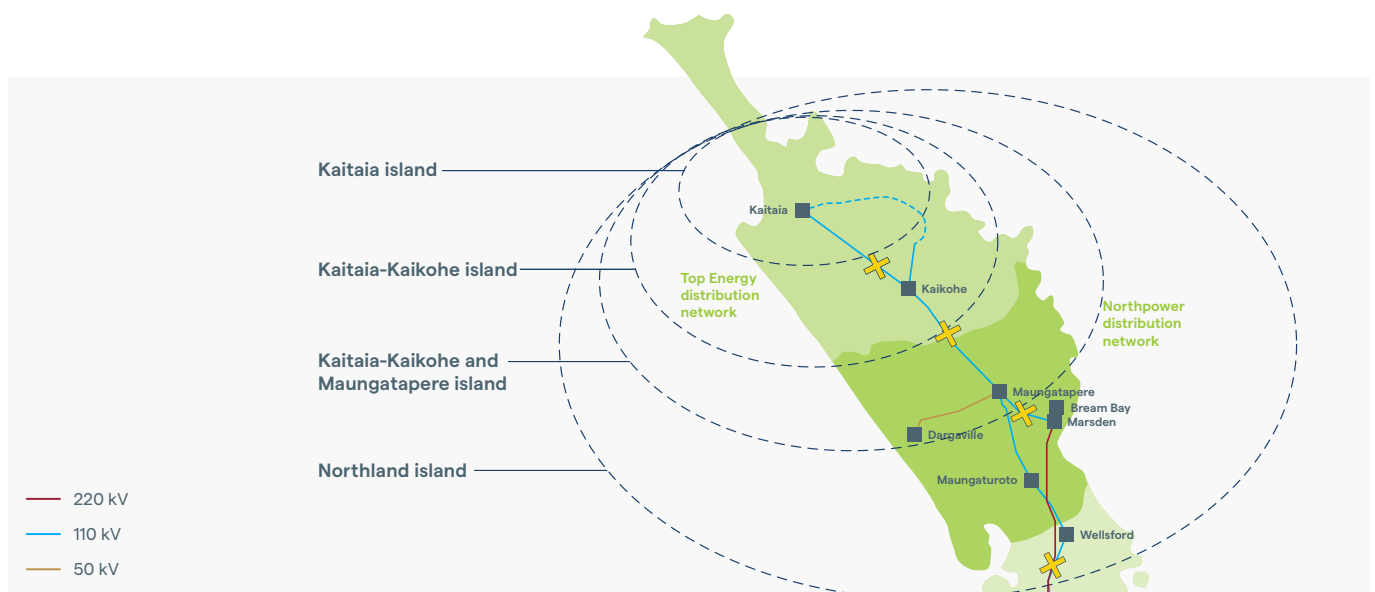 Kaitaia island
Kaitaia
Kaitaia-Kaikohe island
Top Energy
distribution
network
Kaikohe
Northpower
distribution
network
Kaitaia-Kaikohe and
Maungatapere island
Maungatapere
Bream Bay
Marsden
Dargaville
Northland island
Maungaturoto
220 kV
110 kV
Wellsford
50 kV